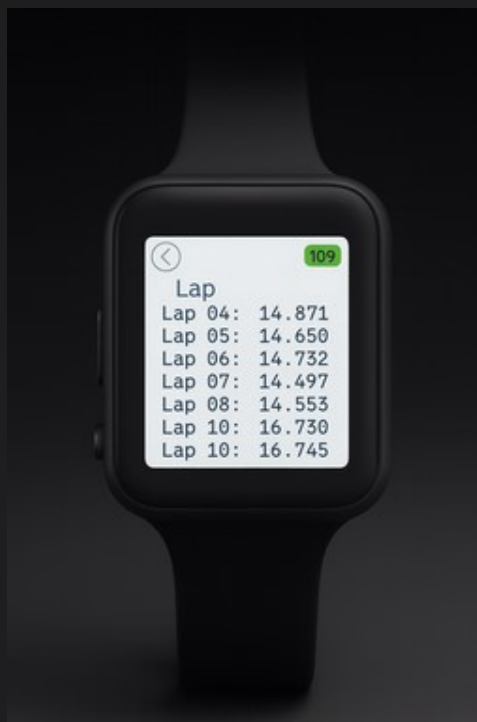 109
Lap
Lap 04: 14.871
Lap 05: 14.650
Lap 06: 14.732
Lap 07: 14.497
Lap 08: 14.553
Lap 10: 16.730
Lap 10: 16.745